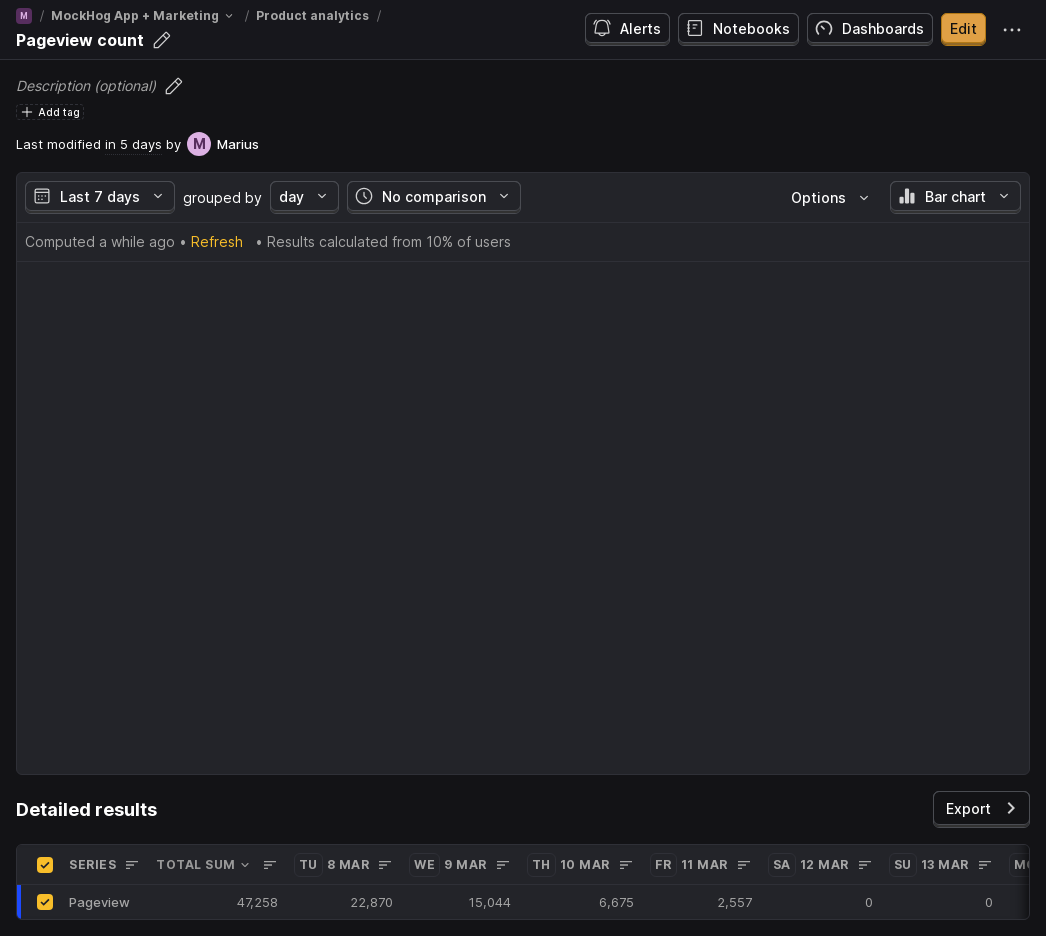 M / MockHog App + Marketing / Product analytics /
Pageview count
Alerts
Notebooks
Dashboards
Edit
Description (optional)
Add tag
Last modified in 5 days by M Marius
Last 7 days grouped by day No comparison Options Bar chart
Computed a while ago • Refresh • Results calculated from 10% of users
Detailed results
Export
SERIES TOTAL SUM TU 8 MAR WE 9 MAR TH 10 MAR FR 11 MAR SA 12 MAR SU 13 MAR
Pageview 47,258 22,870 15,044 6,675 2,557 0 0